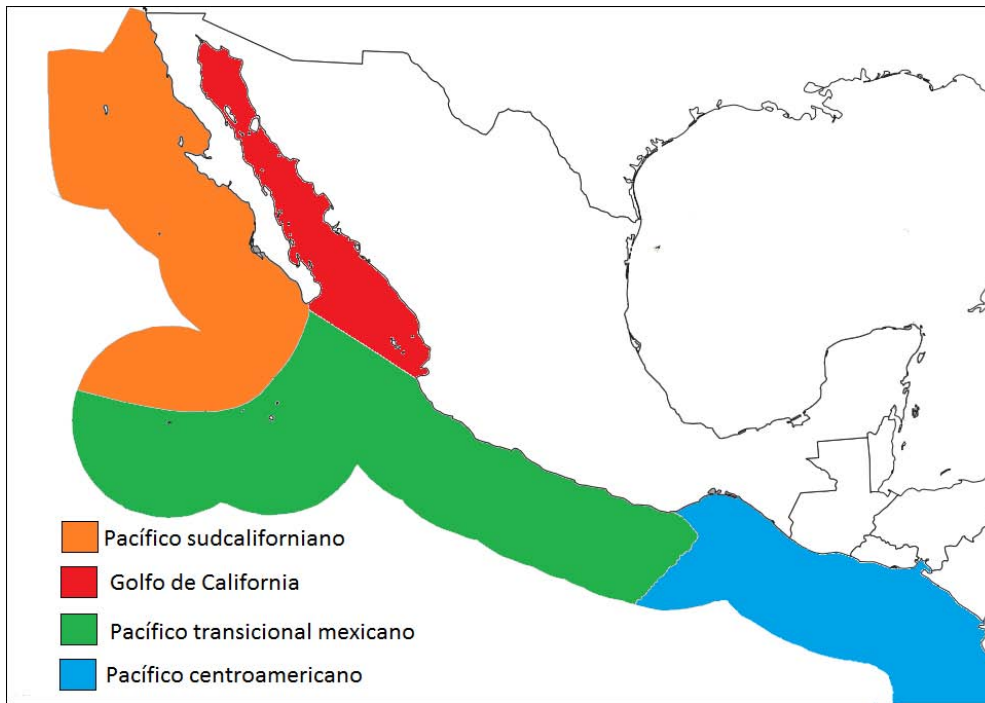 Pacífico sudcaliforniano
Golfo de California
Pacífico transicional mexicano
Pacífico centroamericano